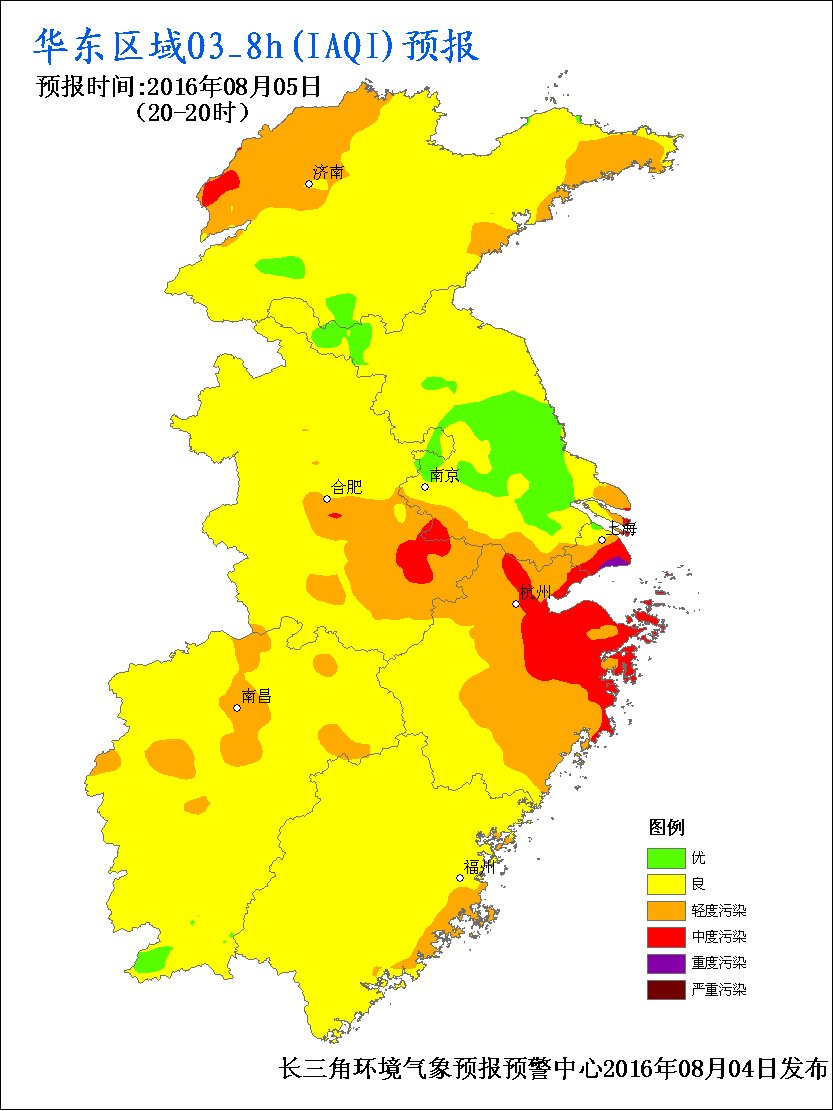 华东区域O3_8h(IAQI)预报
预报时间:2016年08月05日
（20-20时）
济南
南京
合肥
上海
杭州
南昌
福州
图例
优
良
轻度污染
中度污染
重度污染
严重污染
长三角环境气象预报预警中心2016年08月04日发布